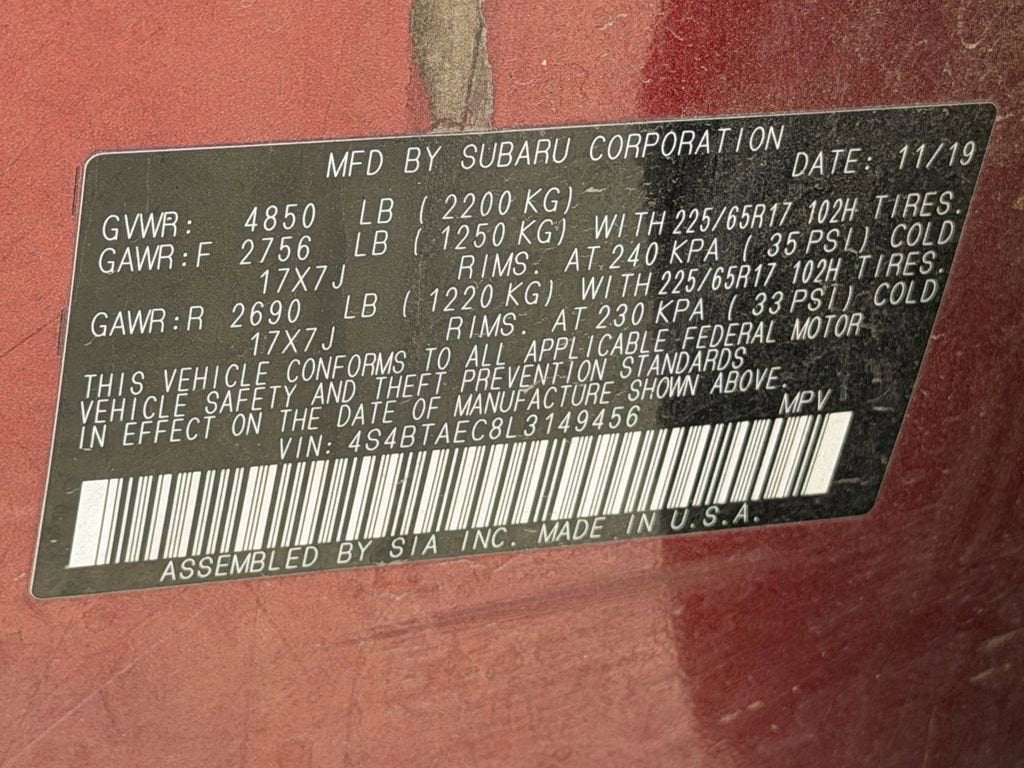 MFD BY SUBARU CORPORATION DATE: 11/19
GVWR: 4850 LB (2200 KG)
GAWR:F 2756 LB (1250 KG) WITH 225/65R17 102H TIRES.
17X7J RIMS. AT 240 KPA (35 PSI) COLD
GAWR:R 2690 LB (1220 KG) WITH 225/65R17 102H TIRES.
17X7J RIMS. AT 230 KPA (33 PSI) COLD
THIS VEHICLE CONFORMS TO ALL APPLICABLE FEDERAL MOTOR
VEHICLE SAFETY AND THEFT PREVENTION STANDARDS
IN EFFECT ON THE DATE OF MANUFACTURE SHOWN ABOVE.
VIN: 4S4BTAEC8L3149456 MPV
ASSEMBLED BY SIA INC. MADE IN U.S.A.